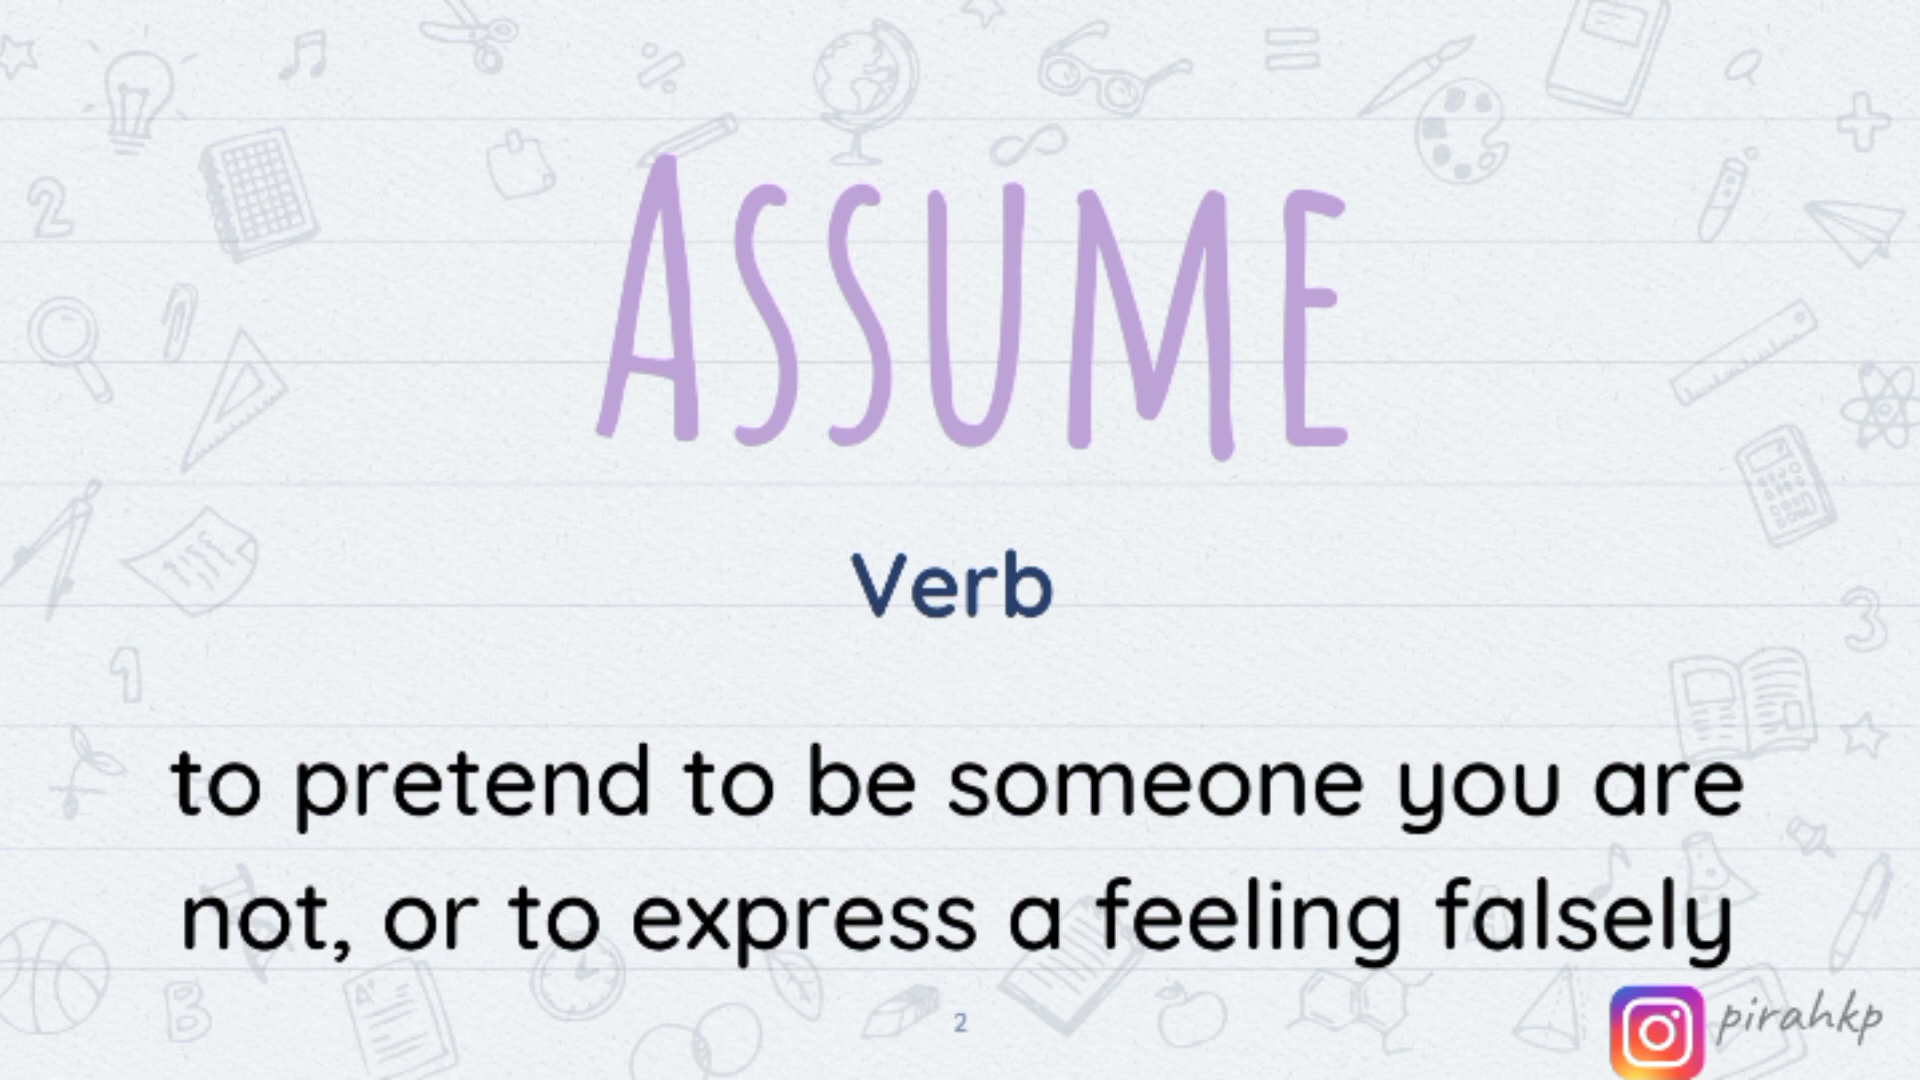 ASSUME
Verb
to pretend to be someone you are
not, or to express a feeling falsely
2
pirahkp